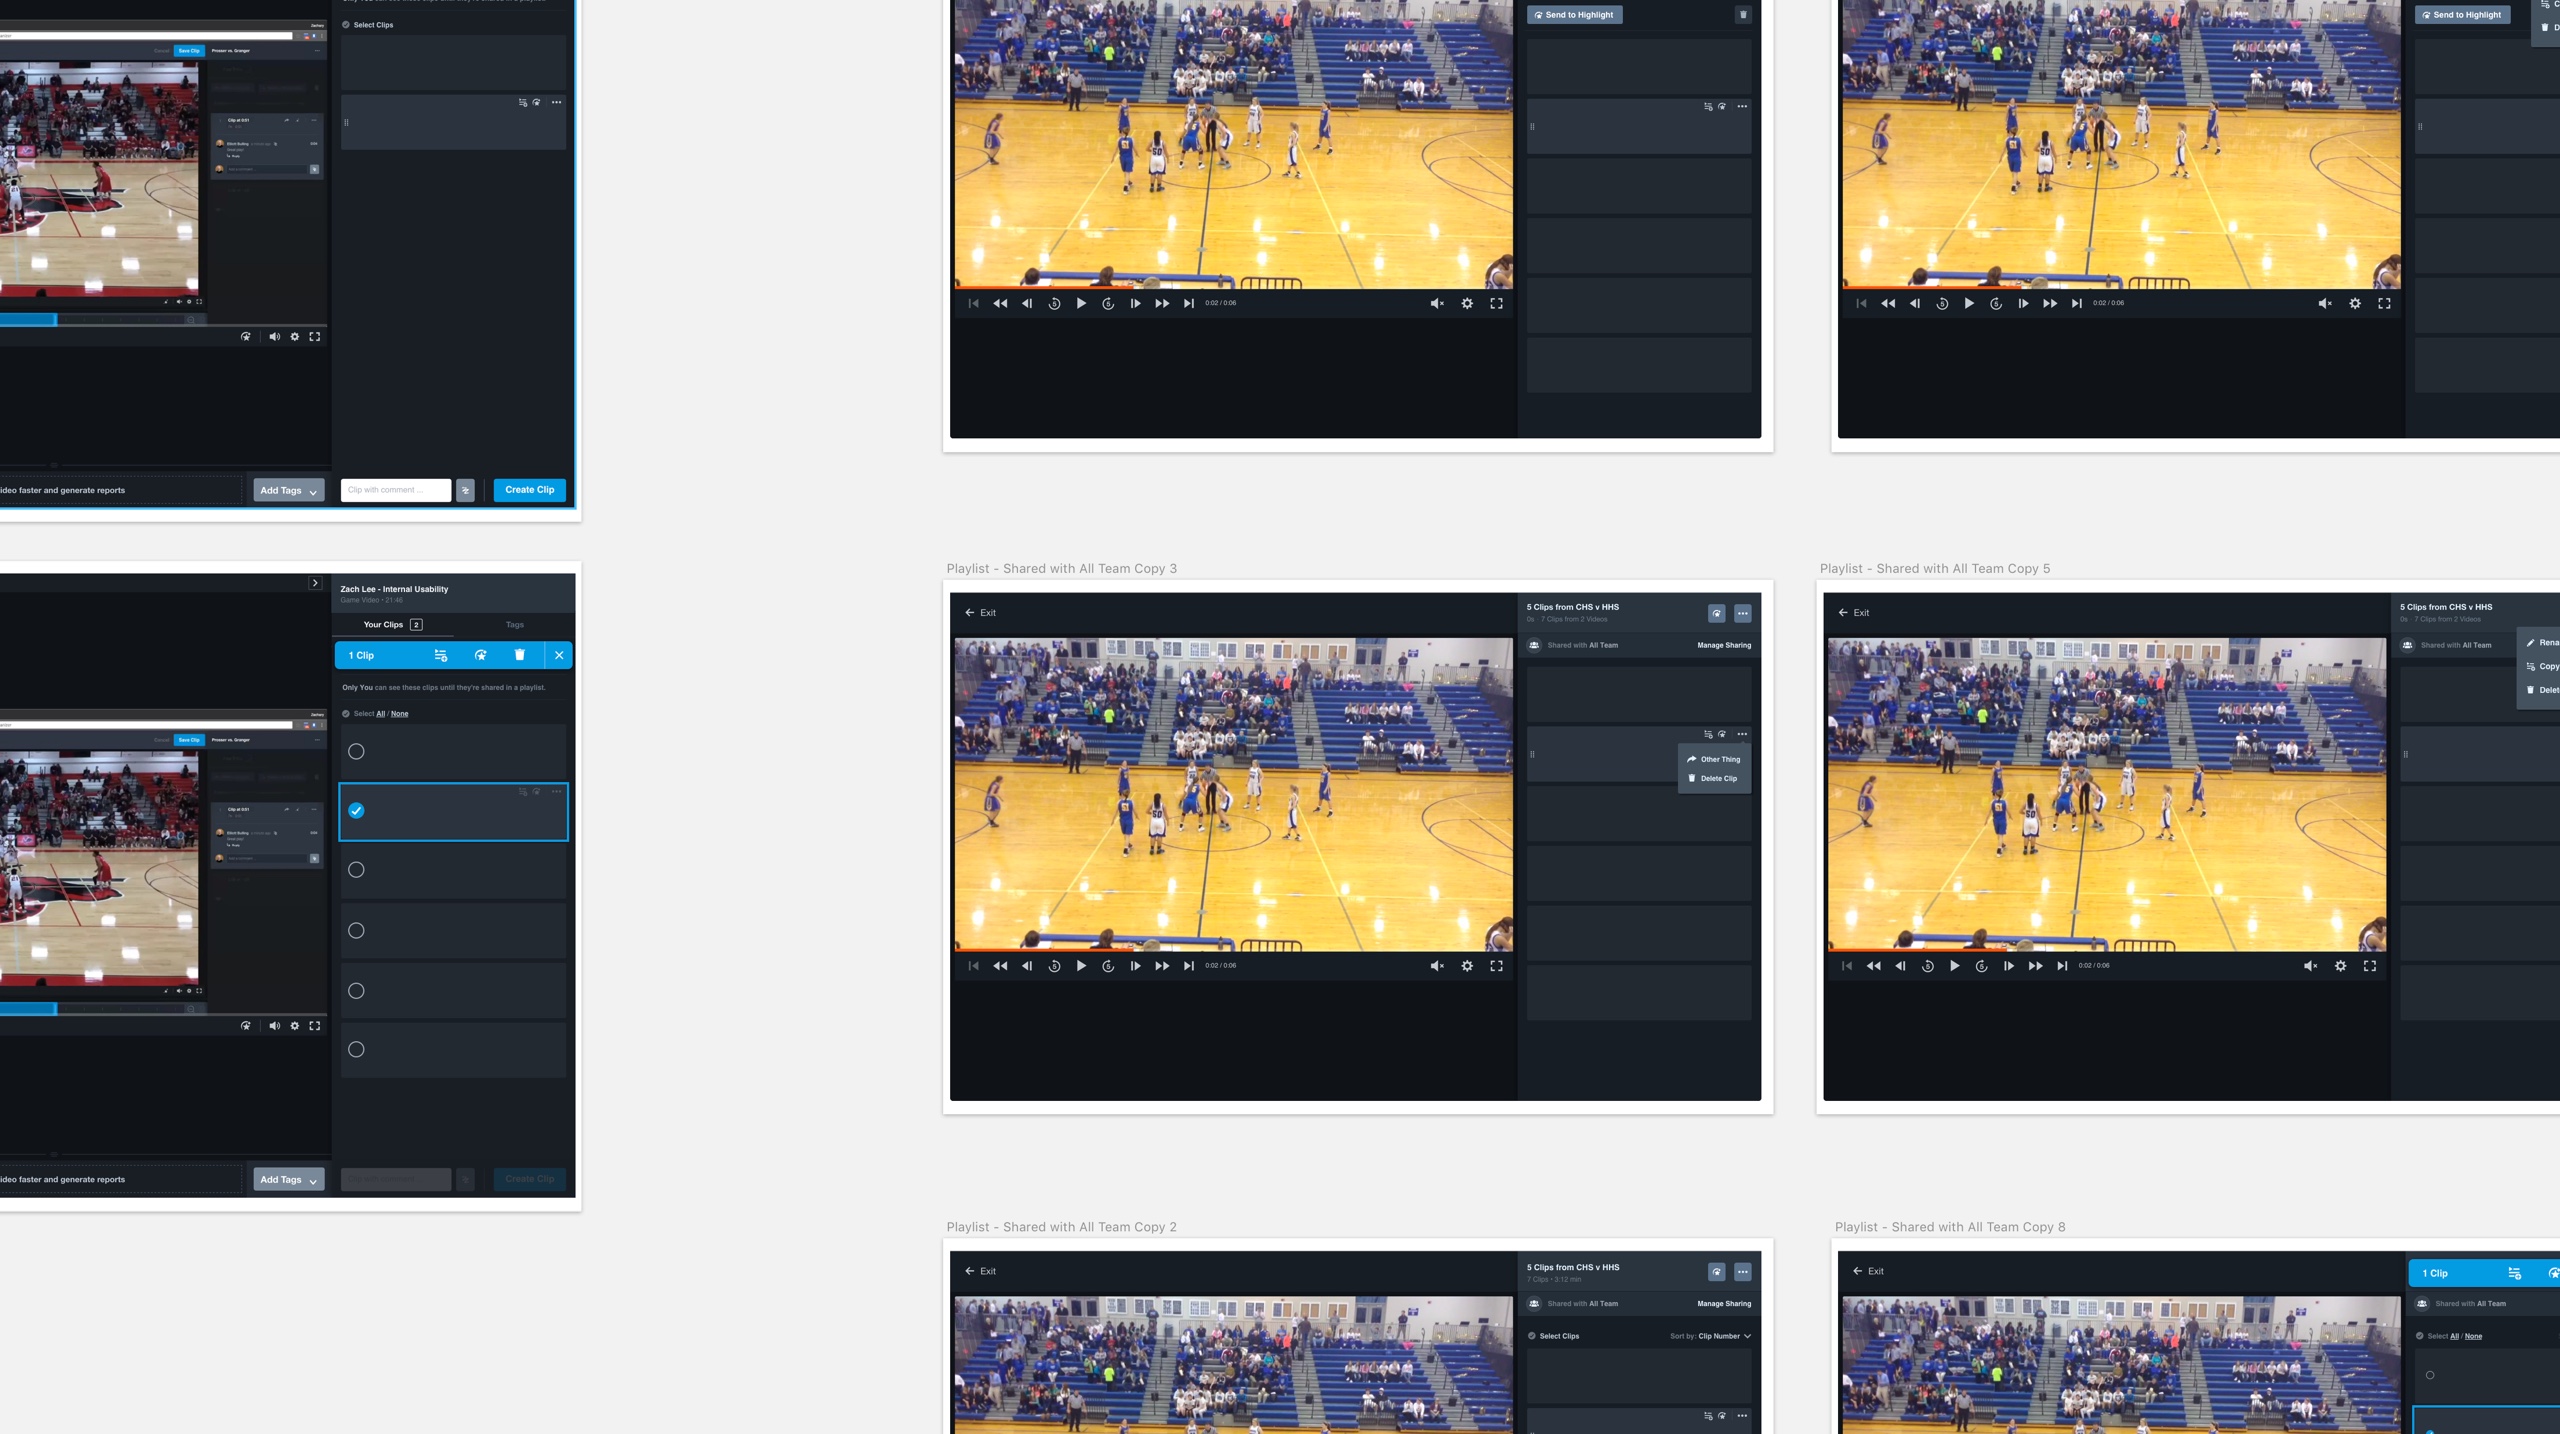 Select Clips
Save Clip
Prosser vs. Granger
Clip at 0:51
ideo faster and generate reports
Add Tags
Clip with comment ...
Create Clip
Send to Highlight
0:02 / 0:06
Send to Highlight
0:02 / 0:06
Zach Lee - Internal Usability
Game Video • 21:46
Your Clips 2
Tags
1 Clip
Only You can see these clips until they're shared in a playlist.
Select All / None
Save Clip
Prosser vs. Granger
Clip at 0:51
ideo faster and generate reports
Add Tags
Create Clip
Playlist - Shared with All Team Copy 3
Exit
5 Clips from CHS v HHS
0s 7 Clips from 2 Videos
Shared with All Team
Manage Sharing
Other Thing
Delete Clip
0:02 / 0:06
Playlist - Shared with All Team Copy 5
Exit
5 Clips from CHS v HHS
0s 7 Clips from 2 Videos
Shared with All Team
Rena
Copy
Delet
0:02 / 0:06
Playlist - Shared with All Team Copy 2
Exit
5 Clips from CHS v HHS
7 Clips • 3:12 min
Shared with All Team
Manage Sharing
Select Clips
Sort by: Clip Number
Playlist - Shared with All Team Copy 8
Exit
1 Clip
Shared with All Team
Select All / None